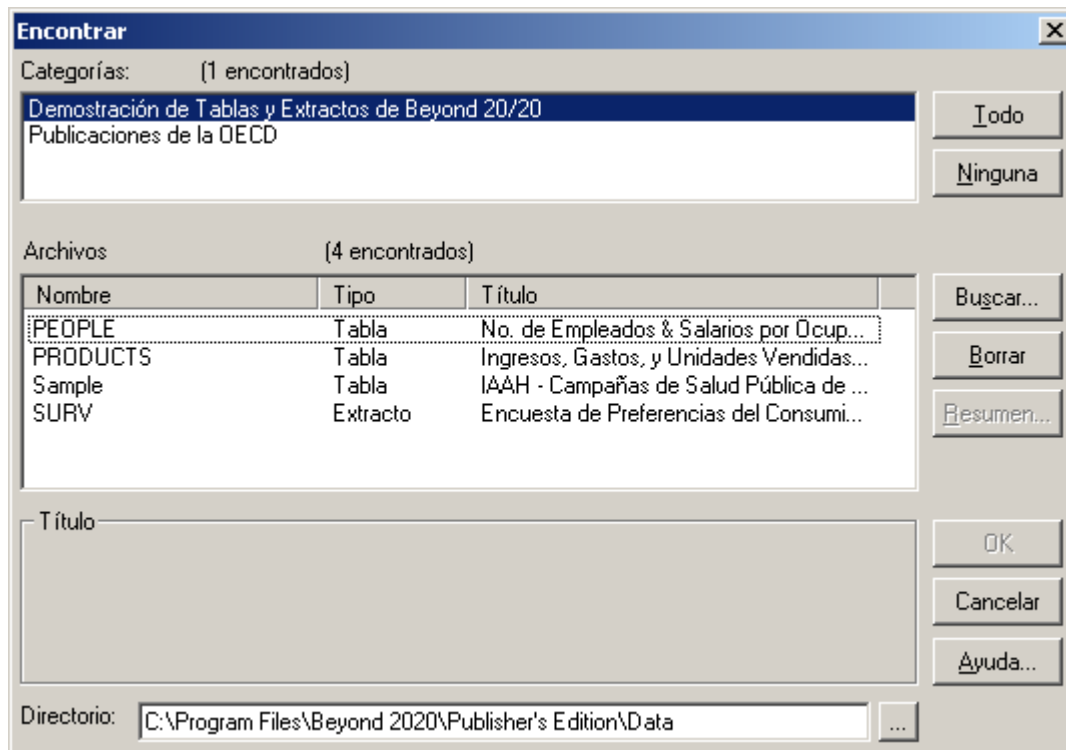 Encontrar
Categorías: (1 encontrados)
Demostración de Tablas y Extractos de Beyond 20/20
Publicaciones de la OECD
Todo
Ninguna
Archivos (4 encontrados)
Nombre Tipo Título
PEOPLE Tabla No. de Empleados & Salarios por Ocup...
PRODUCTS Tabla Ingresos, Gastos, y Unidades Vendidas...
Sample Tabla IAAH - Campañas de Salud Pública de ...
SURV Extracto Encuesta de Preferencias del Consumi...
Buscar...
Borrar
Resumen...
Título
OK
Cancelar
Ayuda...
Directorio: C:\Program Files\Beyond 2020\Publisher's Edition\Data ...